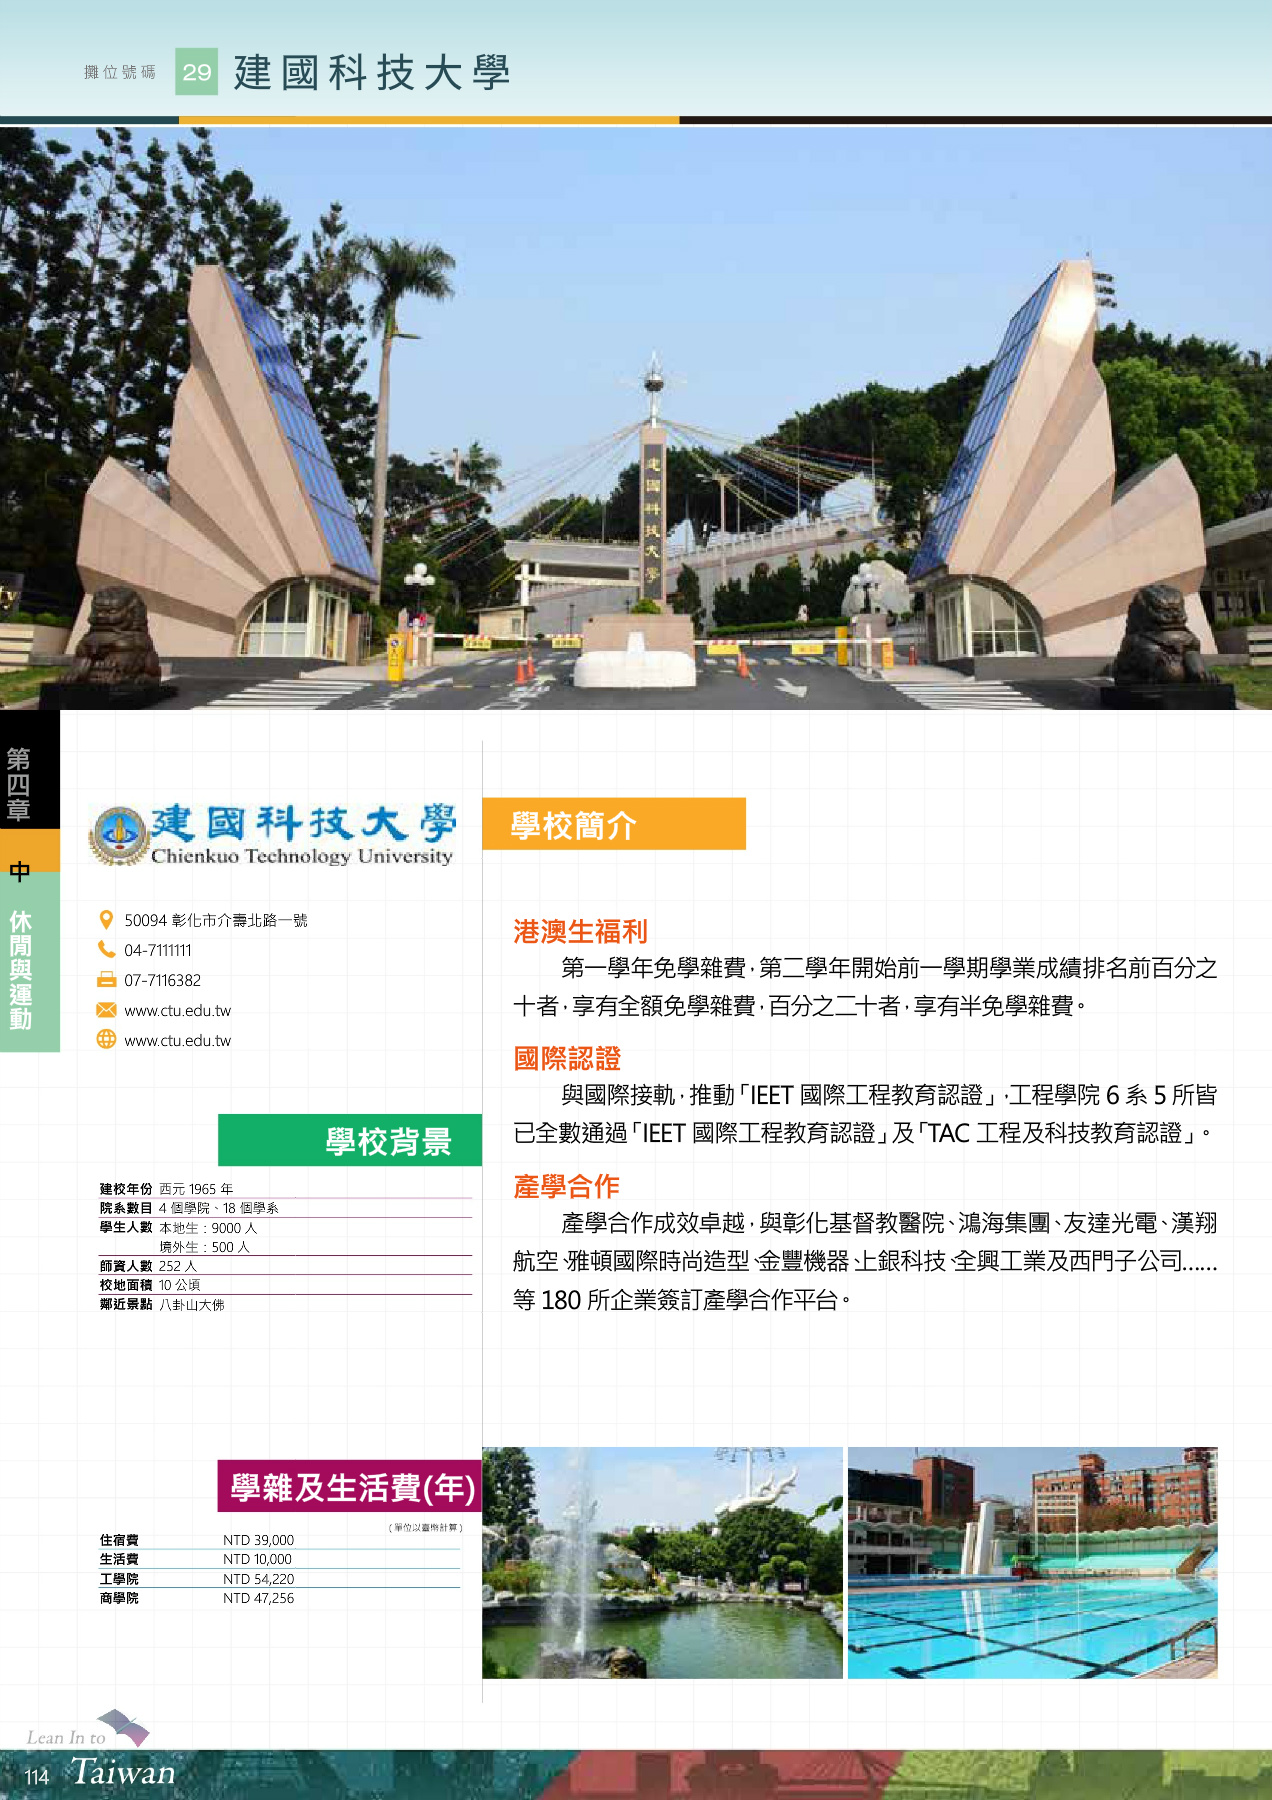 攤位號碼 29 建國科技大學
建國科技大學
第四章
中
休閒與運動
建國科技大學
Chienkuo Technology University
50094 彰化市介壽北路一號
04-7111111
07-7116382
www.ctu.edu.tw
www.ctu.edu.tw
學校背景
建校年份 西元 1965 年
院系數目 4 個學院、18 個學系
學生人數 本地生：9000 人
境外生：500 人
師資人數 252 人
校地面積 10 公頃
鄰近景點 八卦山大佛
學雜及生活費(年)
(單位以臺幣計算)
住宿費 NTD 39,000
生活費 NTD 10,000
工學院 NTD 54,220
商學院 NTD 47,256
學校簡介
港澳生福利
第一學年免學雜費，第二學年開始前一學期學業成績排名前百分之
十者，享有全額免學雜費，百分之二十者，享有半免學雜費。
國際認證
與國際接軌，推動「IEET 國際工程教育認證」，工程學院 6 系 5 所皆
已全數通過「IEET 國際工程教育認證」及「TAC 工程及科技教育認證」。
產學合作
產學合作成效卓越，與彰化基督教醫院、鴻海集團、友達光電、漢翔
航空、雅頓國際時尚造型、金豐機器、上銀科技、全興工業及西門子公司……
等 180 所企業簽訂產學合作平台。
Lean In to
114 Taiwan